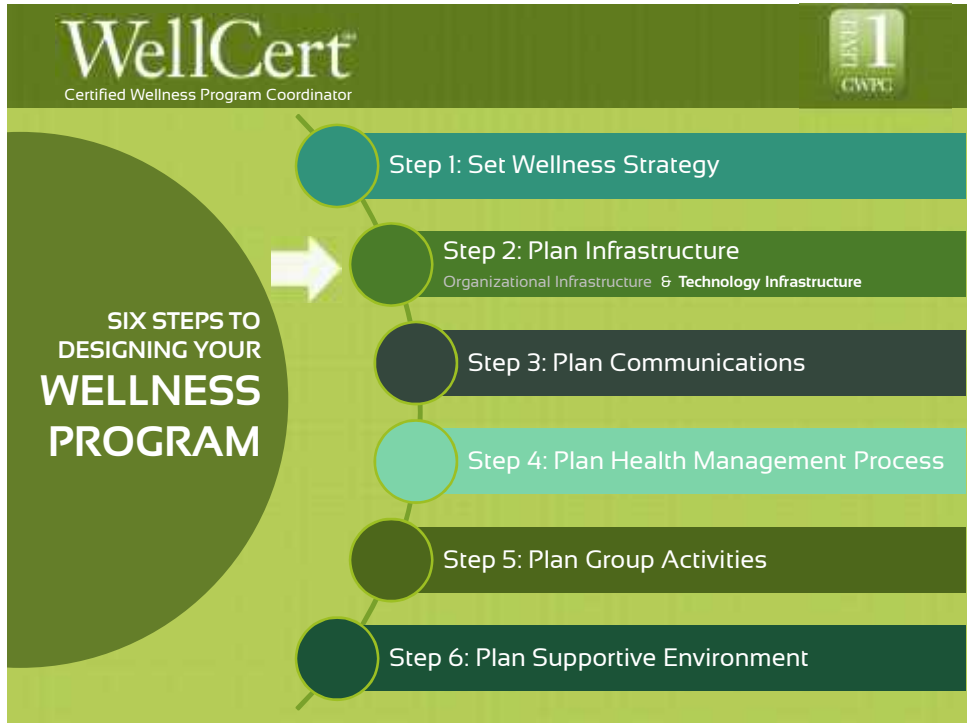 WellCert℠
Certified Wellness Program Coordinator
LEVEL 1
CWPC
SIX STEPS TO
DESIGNING YOUR
WELLNESS
PROGRAM
Step 1: Set Wellness Strategy
Step 2: Plan Infrastructure
Organizational Infrastructure & Technology Infrastructure
Step 3: Plan Communications
Step 4: Plan Health Management Process
Step 5: Plan Group Activities
Step 6: Plan Supportive Environment